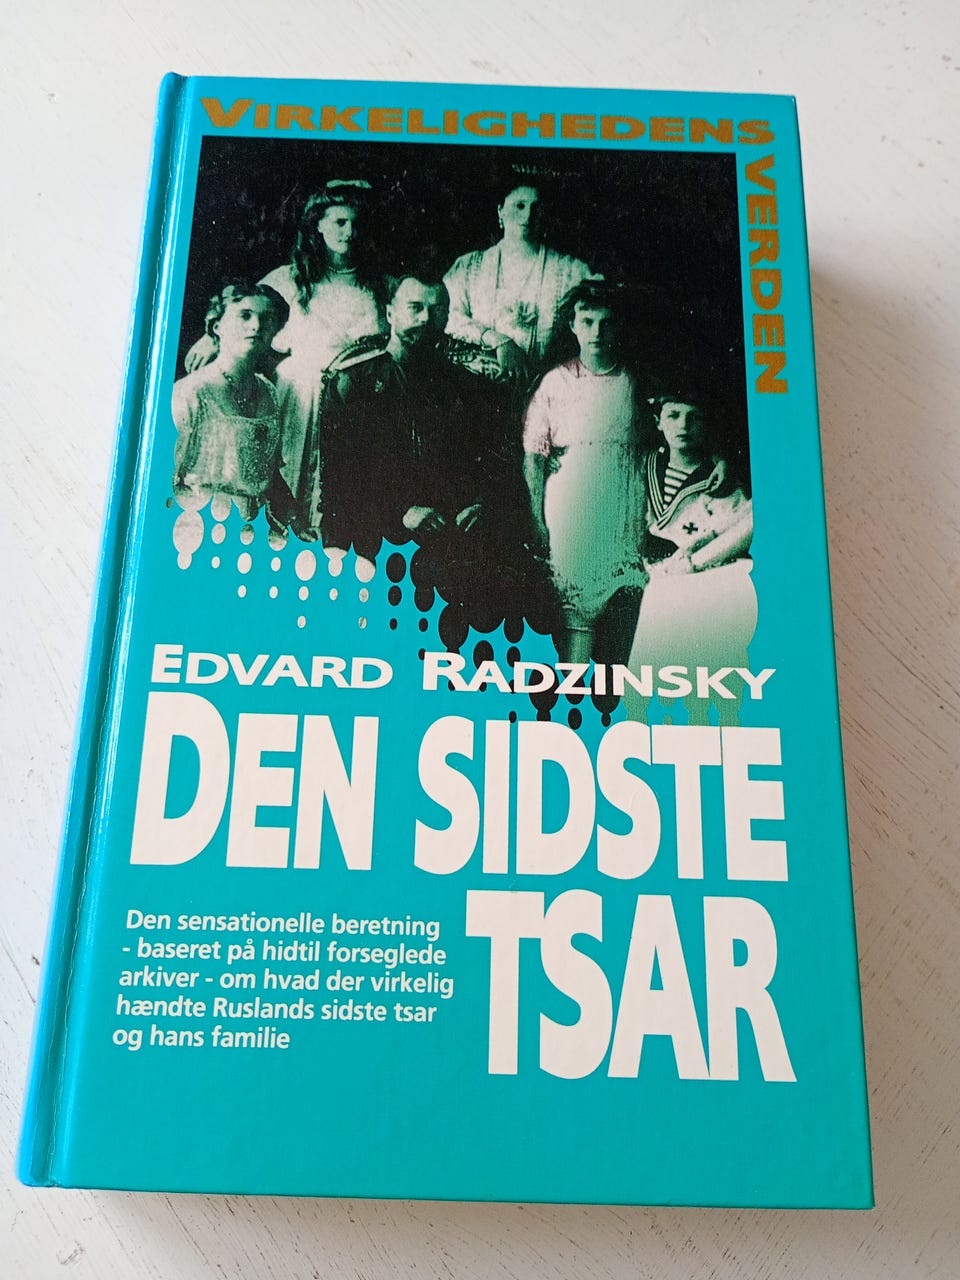 VIRKELIGHEDENS
VERDEN
EDVARD RADZINSKY
DEN SIDSTE
TSAR
Den sensationelle beretning
- baseret på hidtil forseglede
arkiver - om hvad der virkelig
hændte Ruslands sidste tsar
og hans familie